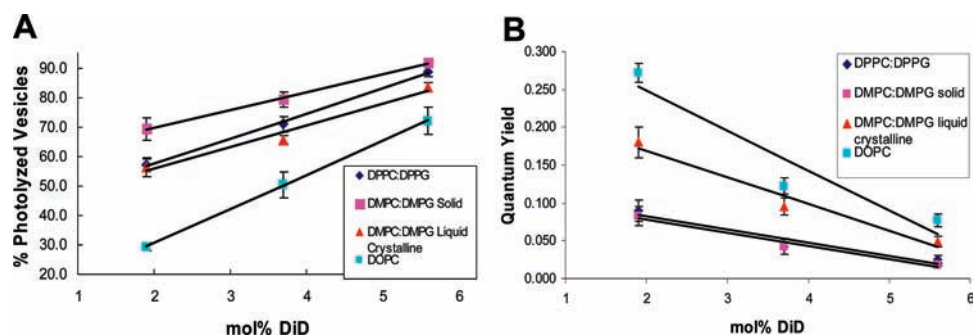 A
% Photolyzed Vesicles
90.0
80.0
70.0
60.0
50.0
40.0
30.0
20.0
DPPC:DPPG
DMPC:DMPG Solid
DMPC:DMPG Liquid
Crystalline
DOPC
1 2 3 4 5 6
mol% DiD
B
Quantum Yield
0.300
0.250
0.200
0.150
0.100
0.050
0.000
DPPC:DPPG
DMPC:DMPG solid
DMPC:DMPG liquid
crystalline
DOPC
1 2 3 4 5 6
mol% DiD